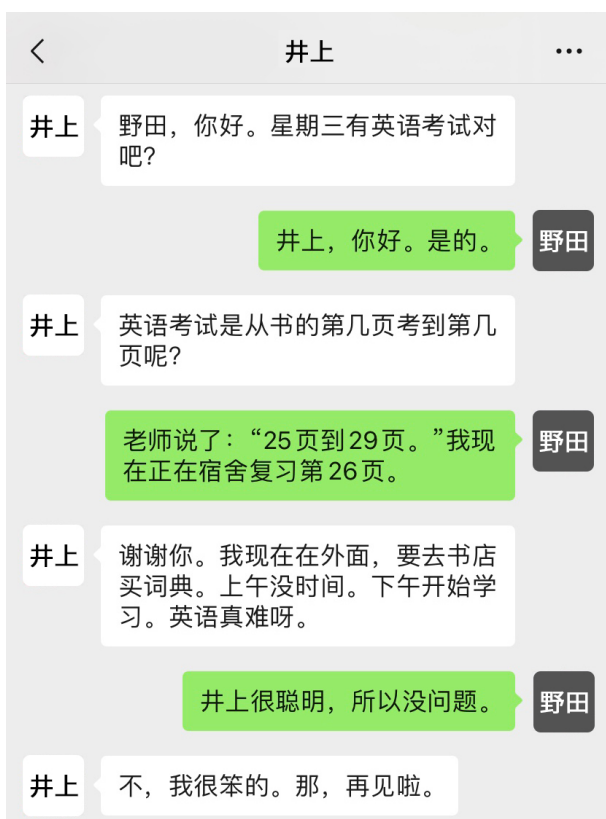 井上
井上
野田，你好。星期三有英语考试对
吧？
井上，你好。是的。
野田
井上
英语考试是从书的第几页考到第几
页呢？
老师说了：“25页到29页。”我现
在正在宿舍复习第26页。
野田
井上
谢谢你。我现在在外面，要去书店
买词典。上午没时间。下午开始学
习。英语真难呀。
井上很聪明，所以没问题。
野田
井上
不，我很笨的。那，再见啦。